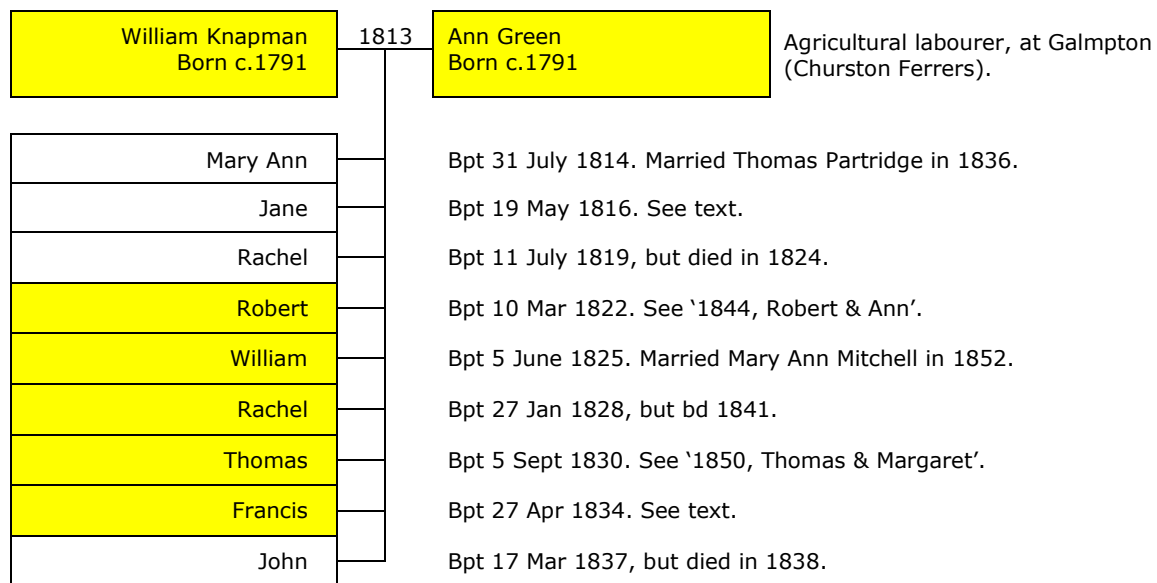 William Knapman 1813 Ann Green
Born c.1791 Born c.1791
Agricultural labourer, at Galmpton
(Churston Ferrers).
Mary Ann Bpt 31 July 1814. Married Thomas Partridge in 1836.
Jane Bpt 19 May 1816. See text.
Rachel Bpt 11 July 1819, but died in 1824.
Robert Bpt 10 Mar 1822. See ‘1844, Robert & Ann’.
William Bpt 5 June 1825. Married Mary Ann Mitchell in 1852.
Rachel Bpt 27 Jan 1828, but bd 1841.
Thomas Bpt 5 Sept 1830. See ‘1850, Thomas & Margaret’.
Francis Bpt 27 Apr 1834. See text.
John Bpt 17 Mar 1837, but died in 1838.